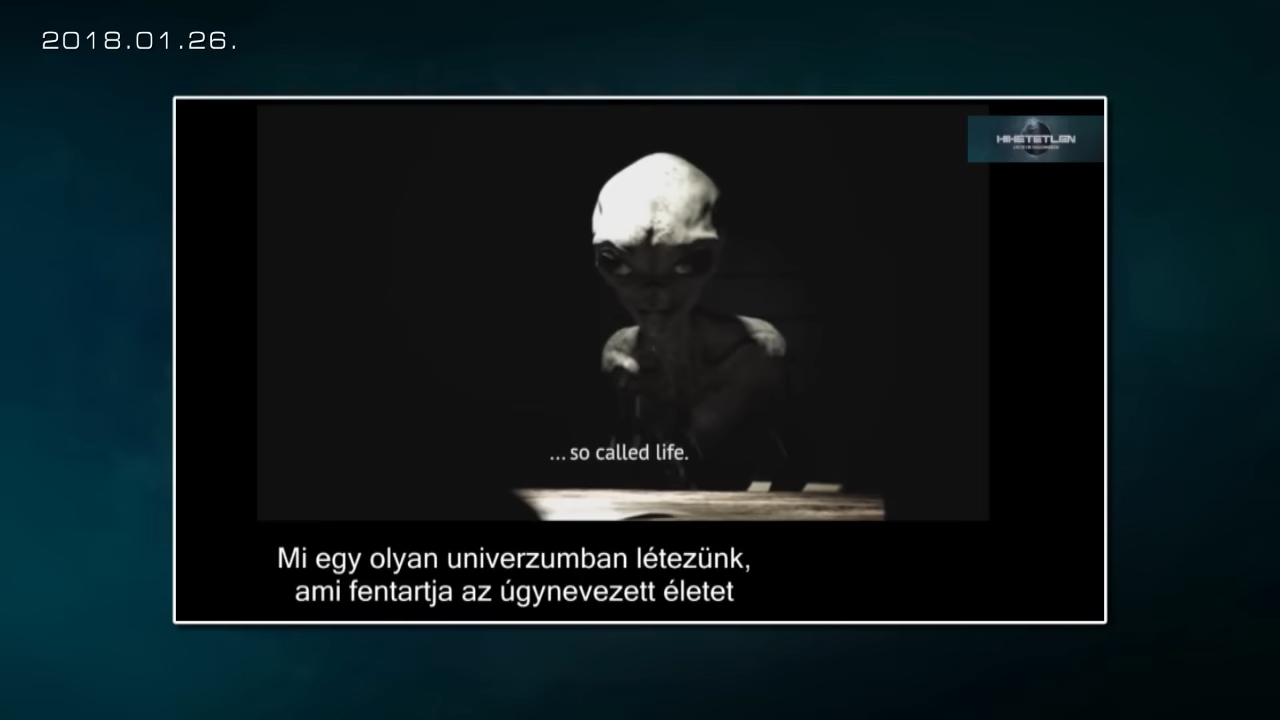 2018.01.26.
HIHETETLEN
... so called life.
Mi egy olyan univerzumban létezünk,
ami fentartja az úgynevezett életet